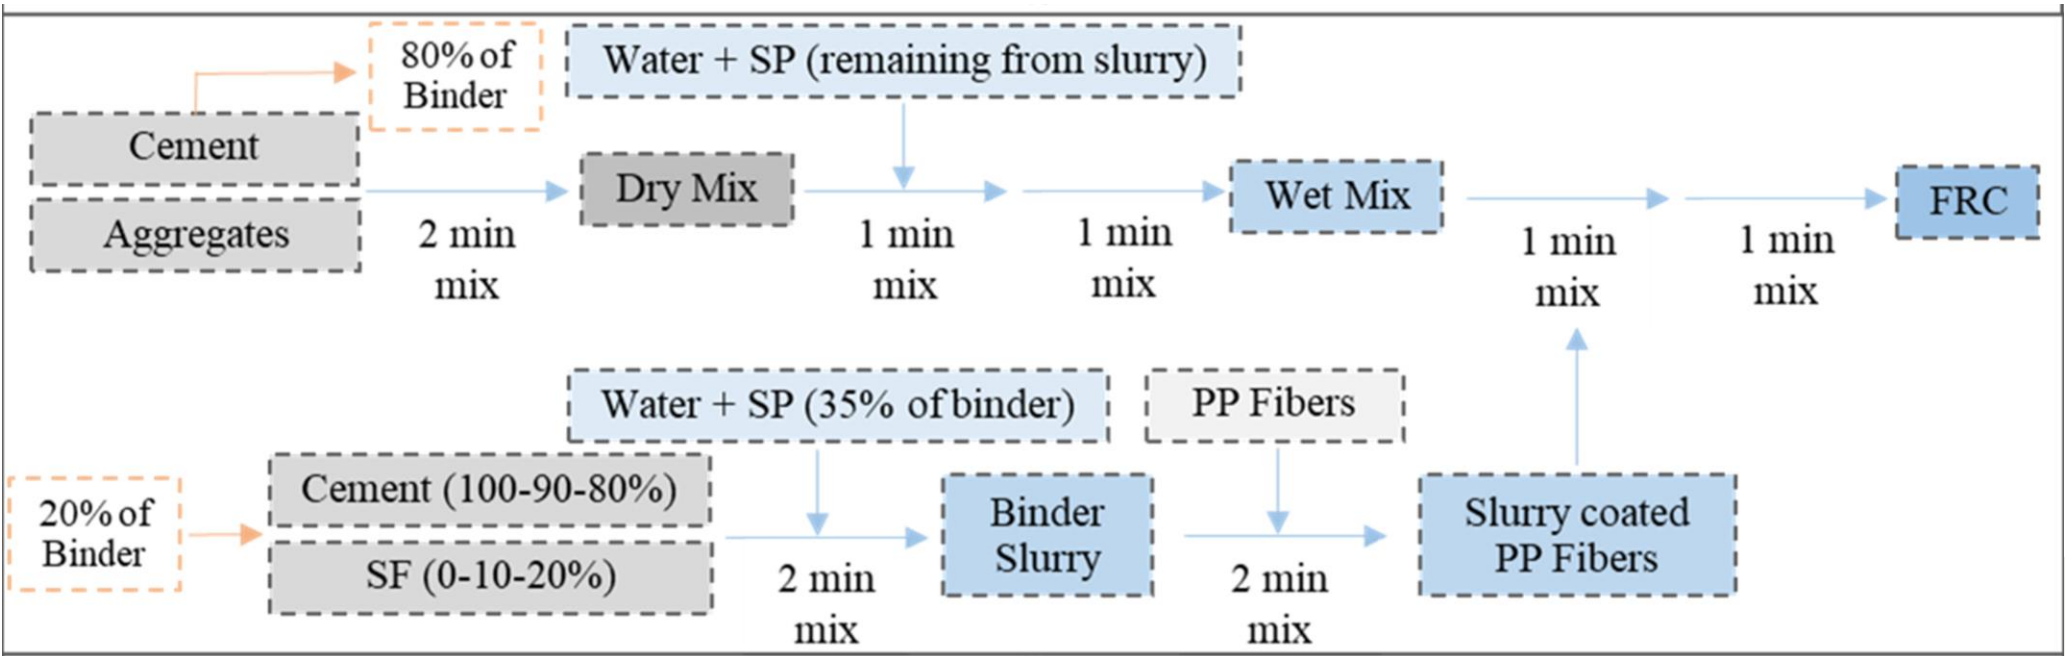 80% of
Binder
Water + SP (remaining from slurry)
Cement
Aggregates
2 min
mix
Dry Mix
1 min
mix
1 min
mix
Wet Mix
1 min
mix
1 min
mix
FRC
Water + SP (35% of binder)
PP Fibers
20% of
Binder
Cement (100-90-80%)
SF (0-10-20%)
2 min
mix
Binder
Slurry
2 min
mix
Slurry coated
PP Fibers